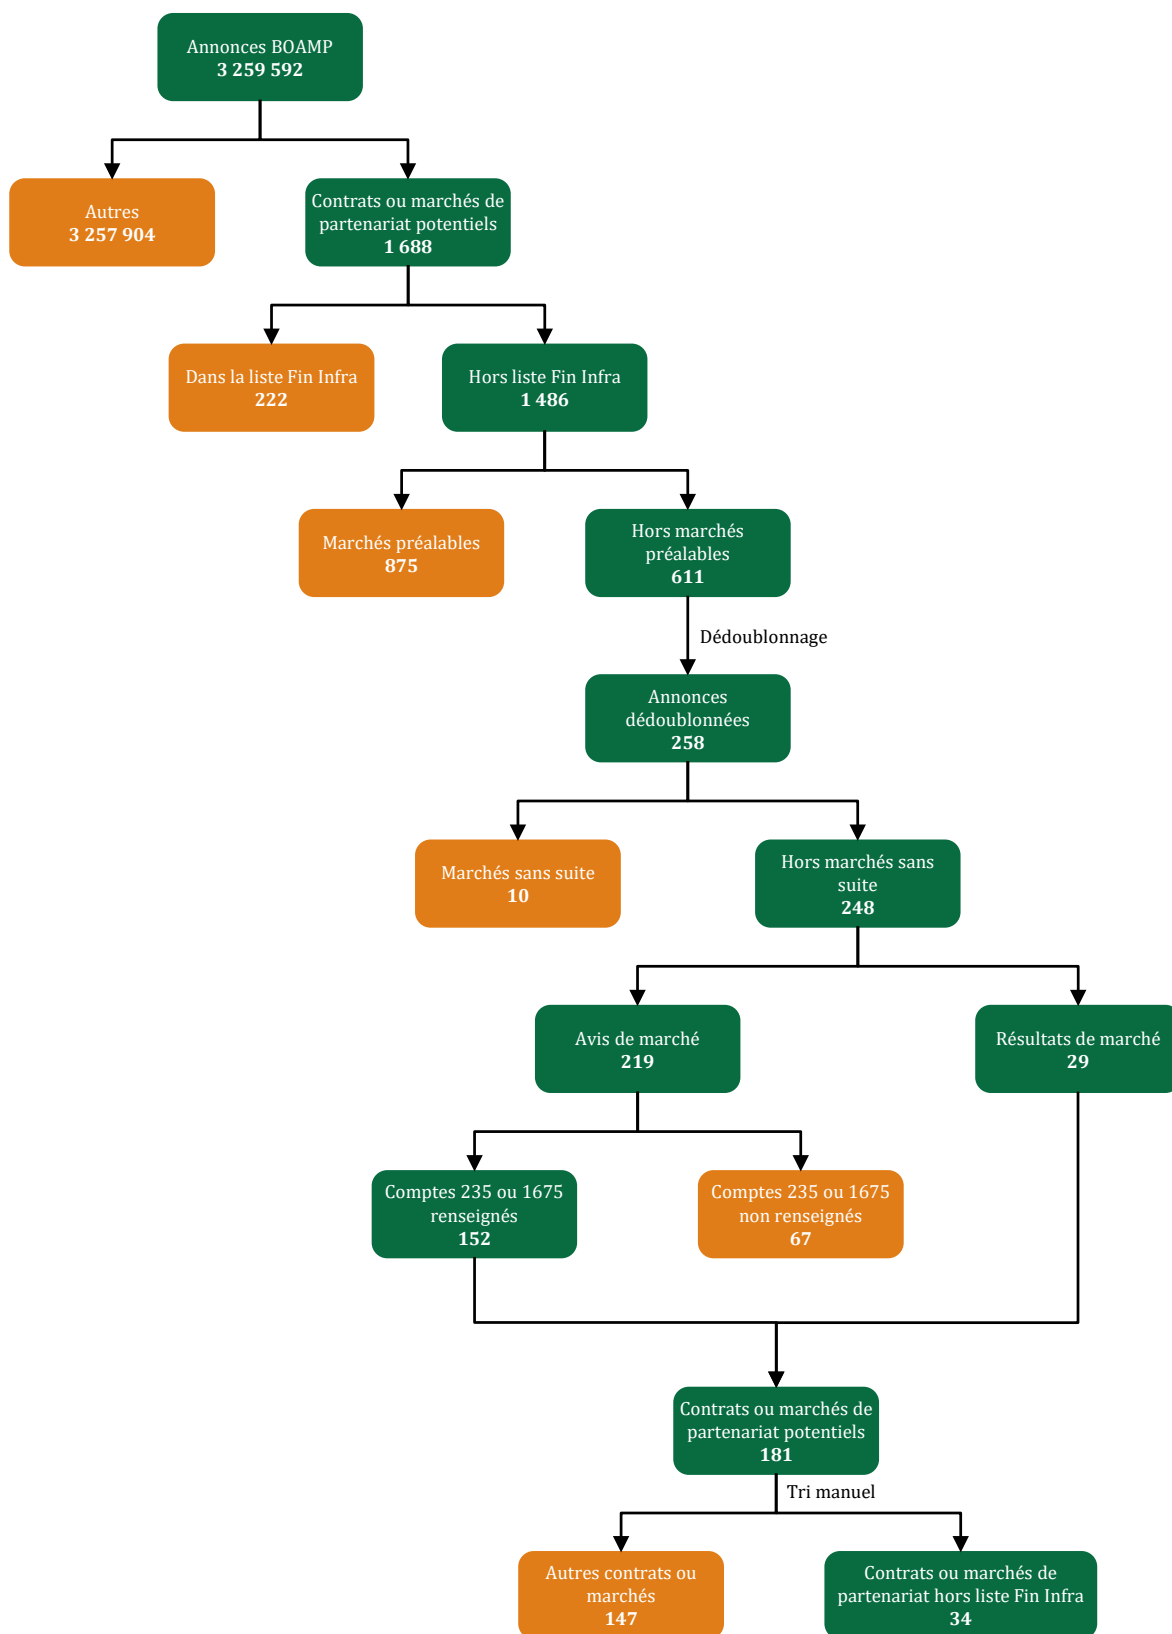 Annonces BOAMP
3 259 592
Autres
3 257 904
Contrats ou marchés de
partenariat potentiels
1 688
Dans la liste Fin Infra
222
Hors liste Fin Infra
1 486
Marchés préalables
875
Hors marchés
préalables
611
Dédoublonnage
Annonces
dédoublonnées
258
Marchés sans suite
10
Hors marchés sans
suite
248
Avis de marché
219
Résultats de marché
29
Comptes 235 ou 1675
renseignés
152
Comptes 235 ou 1675
non renseignés
67
Contrats ou marchés de
partenariat potentiels
181
Tri manuel
Autres contrats ou
marchés
147
Contrats ou marchés de
partenariat hors liste Fin Infra
34